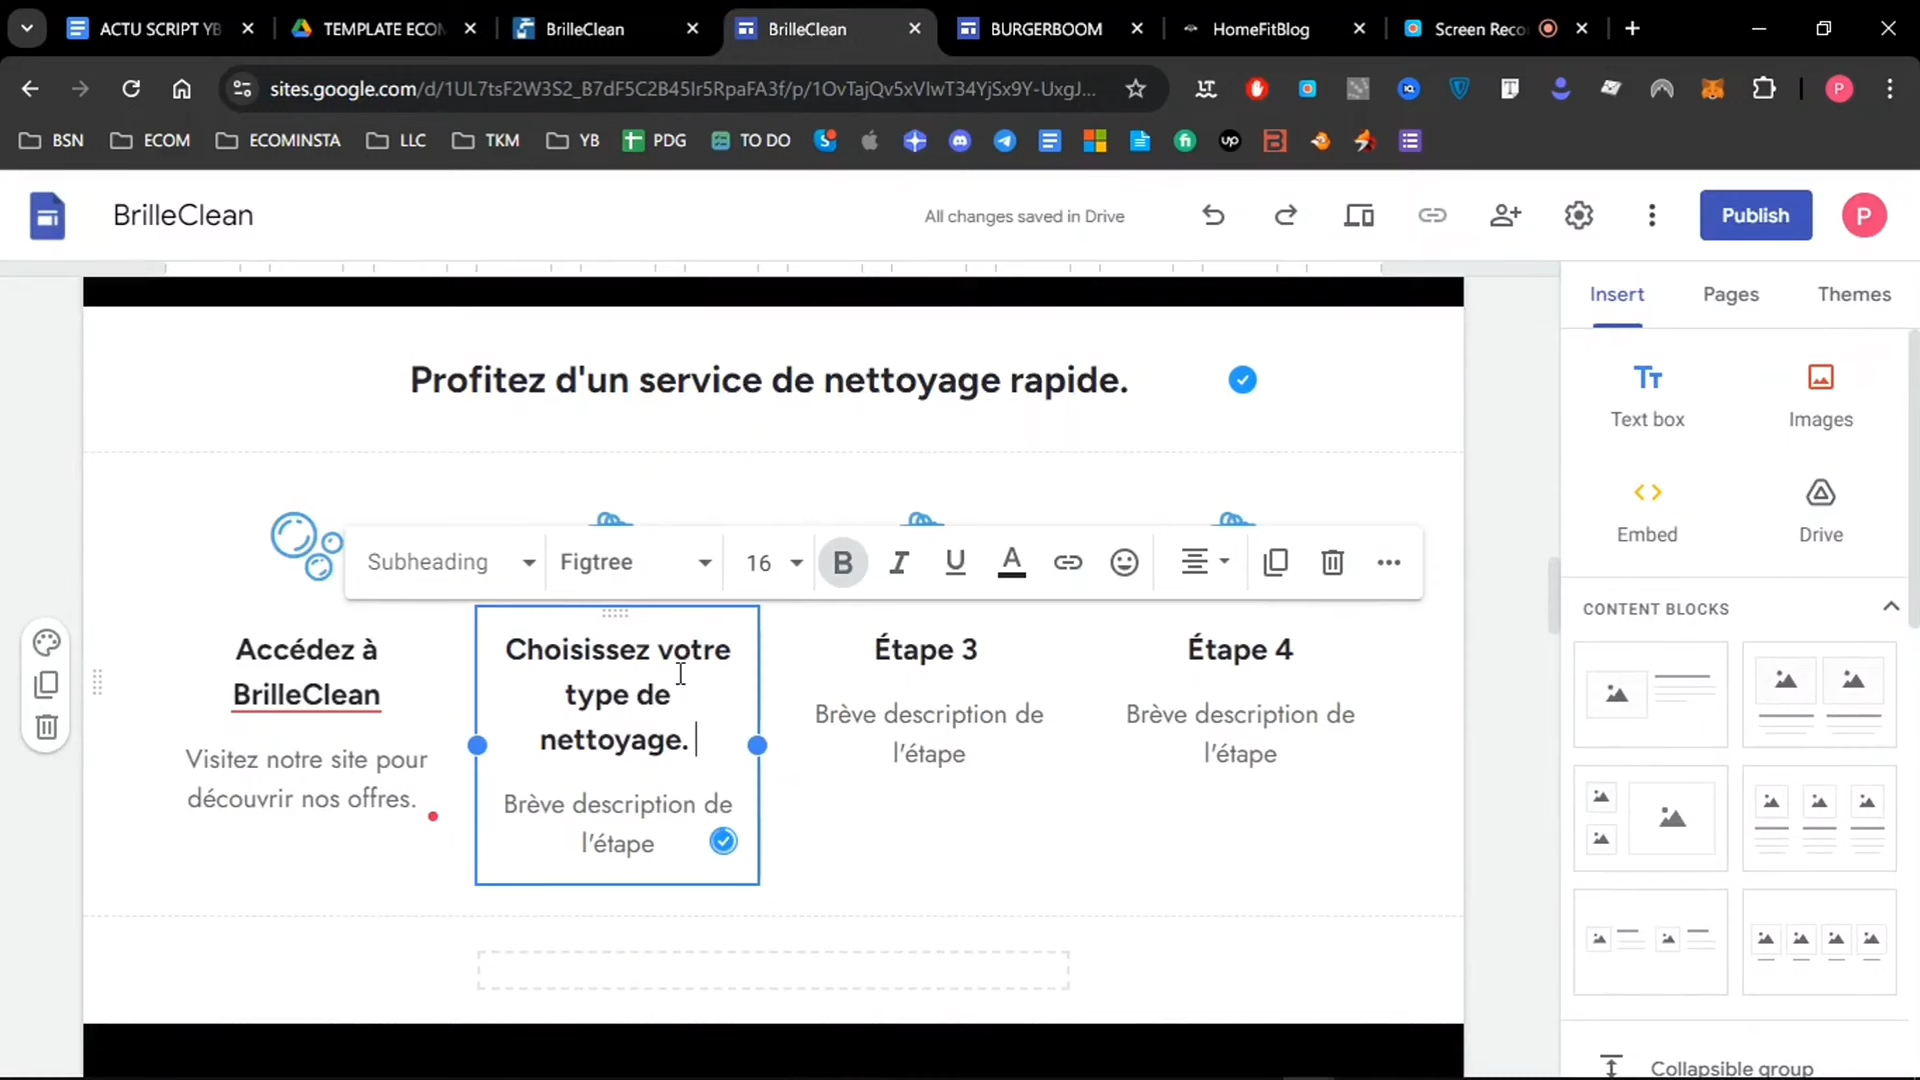 ACTU SCRIPT YB
TEMPLATE ECOM
BrilleClean
BrilleClean
BURGERBOOM
HomeFitBlog
Screen Reco
sites.google.com/d/1UL7tsF2W3S2_B7dF5C2B45Ir5RpaFA3f/p/1OvTajQv5xVIwT34YjSx9Y-UxgJ...
BSN
ECOM
ECOMINSTA
LLC
TKM
YB
PDG
TO DO
BrilleClean
All changes saved in Drive
Publish
P
Insert
Pages
Themes
Profitez d'un service de nettoyage rapide.
Text box
Images
Embed
Drive
Subheading
Figtree
16
CONTENT BLOCKS
Accédez à
BrilleClean
Visitez notre site pour
découvrir nos offres.
Choisissez votre
type de
nettoyage.
Brève description de
l'étape
Étape 3
Brève description de
l'étape
Étape 4
Brève description de
l'étape
Collapsible group